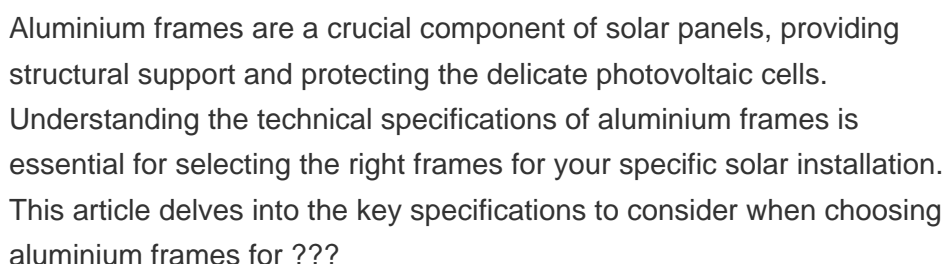 Aluminium frames are a crucial component of solar panels, providing
structural support and protecting the delicate photovoltaic cells.
Understanding the technical specifications of aluminium frames is
essential for selecting the right frames for your specific solar installation.
This article delves into the key specifications to consider when choosing
aluminium frames for ???